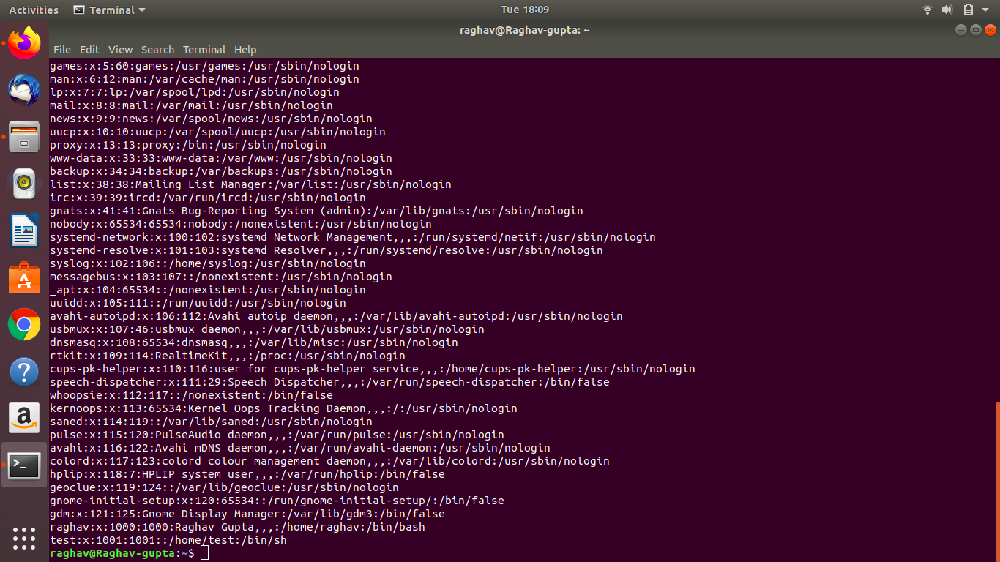 Activities Terminal Tue 18:09
raghav@Raghav-gupta: ~
File Edit View Search Terminal Help
games:x:5:60:games:/usr/games:/usr/sbin/nologin
man:x:6:12:man:/var/cache/man:/usr/sbin/nologin
lp:x:7:7:lp:/var/spool/lpd:/usr/sbin/nologin
mail:x:8:8:mail:/var/mail:/usr/sbin/nologin
news:x:9:9:news:/var/spool/news:/usr/sbin/nologin
uucp:x:10:10:uucp:/var/spool/uucp:/usr/sbin/nologin
proxy:x:13:13:proxy:/bin:/usr/sbin/nologin
www-data:x:33:33:www-data:/var/www:/usr/sbin/nologin
backup:x:34:34:backup:/var/backups:/usr/sbin/nologin
list:x:38:38:Mailing List Manager:/var/list:/usr/sbin/nologin
irc:x:39:39:ircd:/var/run/ircd:/usr/sbin/nologin
gnats:x:41:41:Gnats Bug-Reporting System (admin):/var/lib/gnats:/usr/sbin/nologin
nobody:x:65534:65534:nobody:/nonexistent:/usr/sbin/nologin
systemd-network:x:100:102:systemd Network Management,,,:/run/systemd/netif:/usr/sbin/nologin
systemd-resolve:x:101:103:systemd Resolver,,,:/run/systemd/resolve:/usr/sbin/nologin
syslog:x:102:106::/home/syslog:/usr/sbin/nologin
messagebus:x:103:107::/nonexistent:/usr/sbin/nologin
_apt:x:104:65534::/nonexistent:/usr/sbin/nologin
uuidd:x:105:111::/run/uuidd:/usr/sbin/nologin
avahi-autoipd:x:106:112:Avahi autoip daemon,,,:/var/lib/avahi-autoipd:/usr/sbin/nologin
usbmux:x:107:46:usbmux daemon,,,:/var/lib/usbmux:/usr/sbin/nologin
dnsmasq:x:108:65534:dnsmasq,,,:/var/lib/misc:/usr/sbin/nologin
rtkit:x:109:114:RealtimeKit,,,:/proc:/usr/sbin/nologin
cups-pk-helper:x:110:116:user for cups-pk-helper service,,,:/home/cups-pk-helper:/usr/sbin/nologin
speech-dispatcher:x:111:29:Speech Dispatcher,,,:/var/run/speech-dispatcher:/bin/false
whoopsie:x:112:117::/nonexistent:/bin/false
kernoops:x:113:65534:Kernel Oops Tracking Daemon,,,:/:/usr/sbin/nologin
saned:x:114:119::/var/lib/saned:/usr/sbin/nologin
pulse:x:115:120:PulseAudio daemon,,,:/var/run/pulse:/usr/sbin/nologin
avahi:x:116:122:Avahi mDNS daemon,,,:/var/run/avahi-daemon:/usr/sbin/nologin
colord:x:117:123:colord colour management daemon,,,:/var/lib/colord:/usr/sbin/nologin
hplip:x:118:7:HPLIP system user,,,:/var/run/hplip:/bin/false
geoclue:x:119:124::/var/lib/geoclue:/usr/sbin/nologin
gnome-initial-setup:x:120:65534::/run/gnome-initial-setup/:/bin/false
gdm:x:121:125:Gnome Display Manager:/var/lib/gdm3:/bin/false
raghav:x:1000:1000:Raghav Gupta,,,:/home/raghav:/bin/bash
test:x:1001:1001::/home/test:/bin/sh
raghav@Raghav-gupta:~$